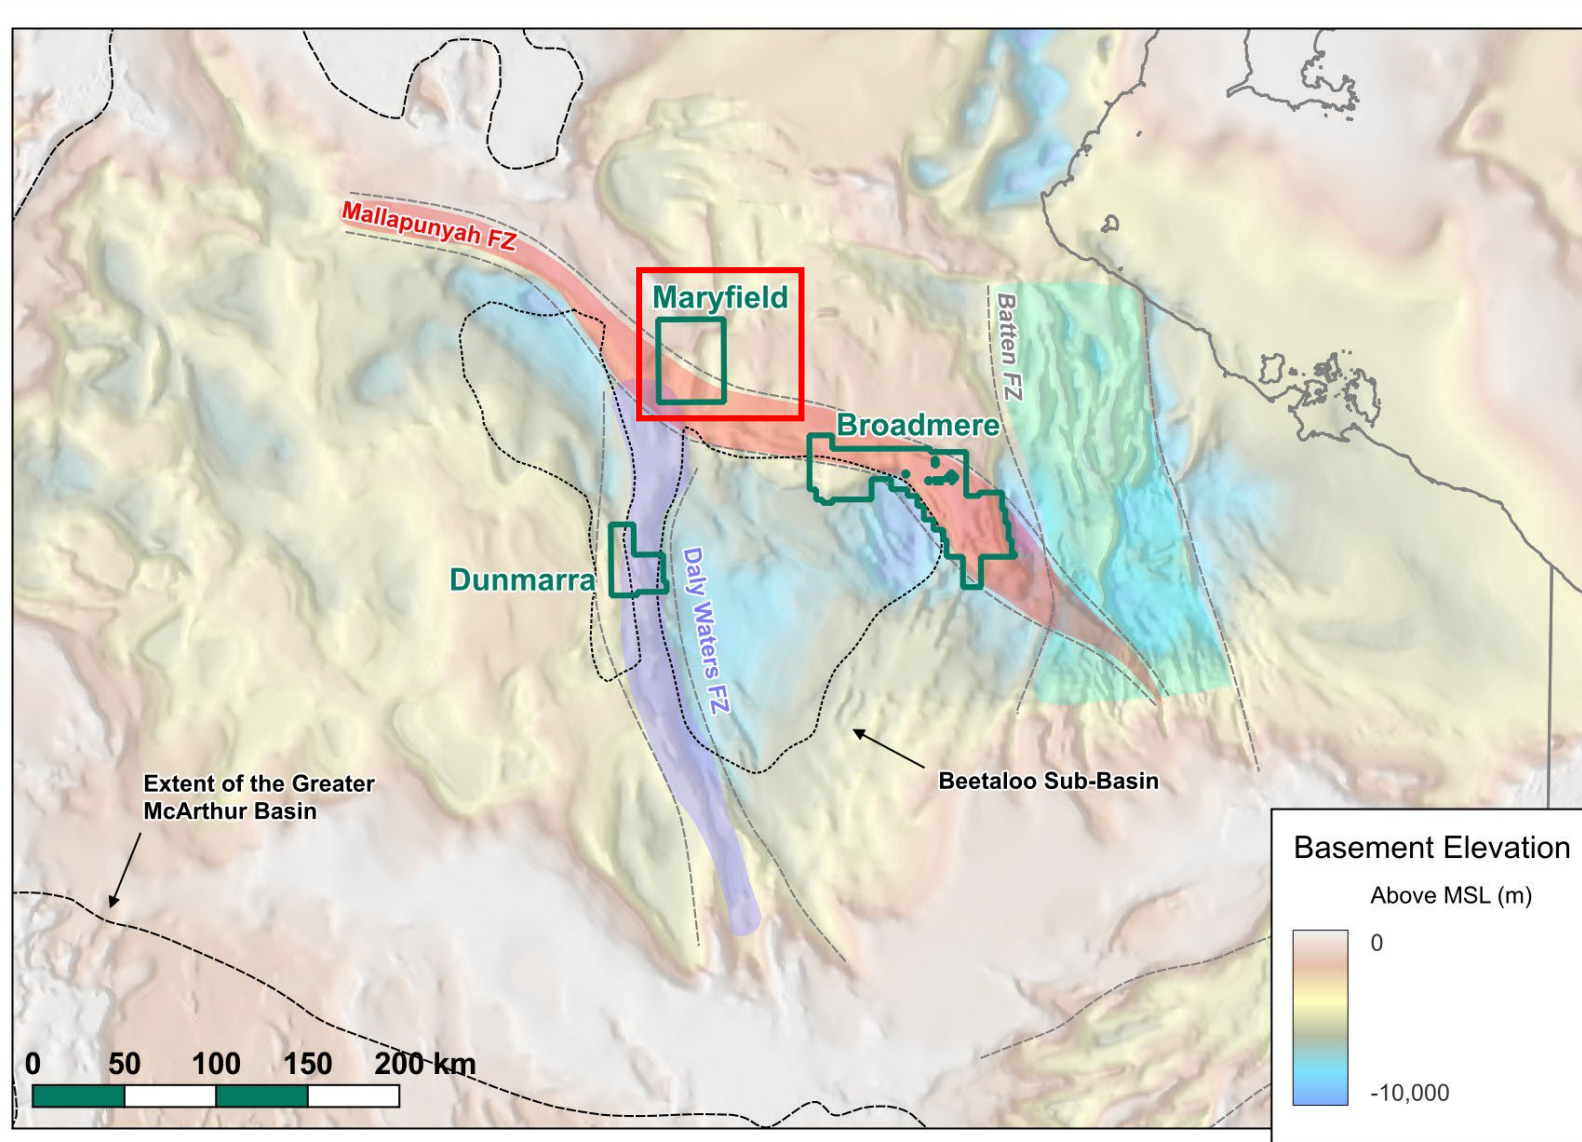 Mallapunyah FZ
Maryfield
Batten FZ
Broadmere
Dunmarra
Daly Waters FZ
Extent of the Greater
McArthur Basin
Beetaloo Sub-Basin
Basement Elevation
Above MSL (m)
0
-10,000
0 50 100 150 200 km